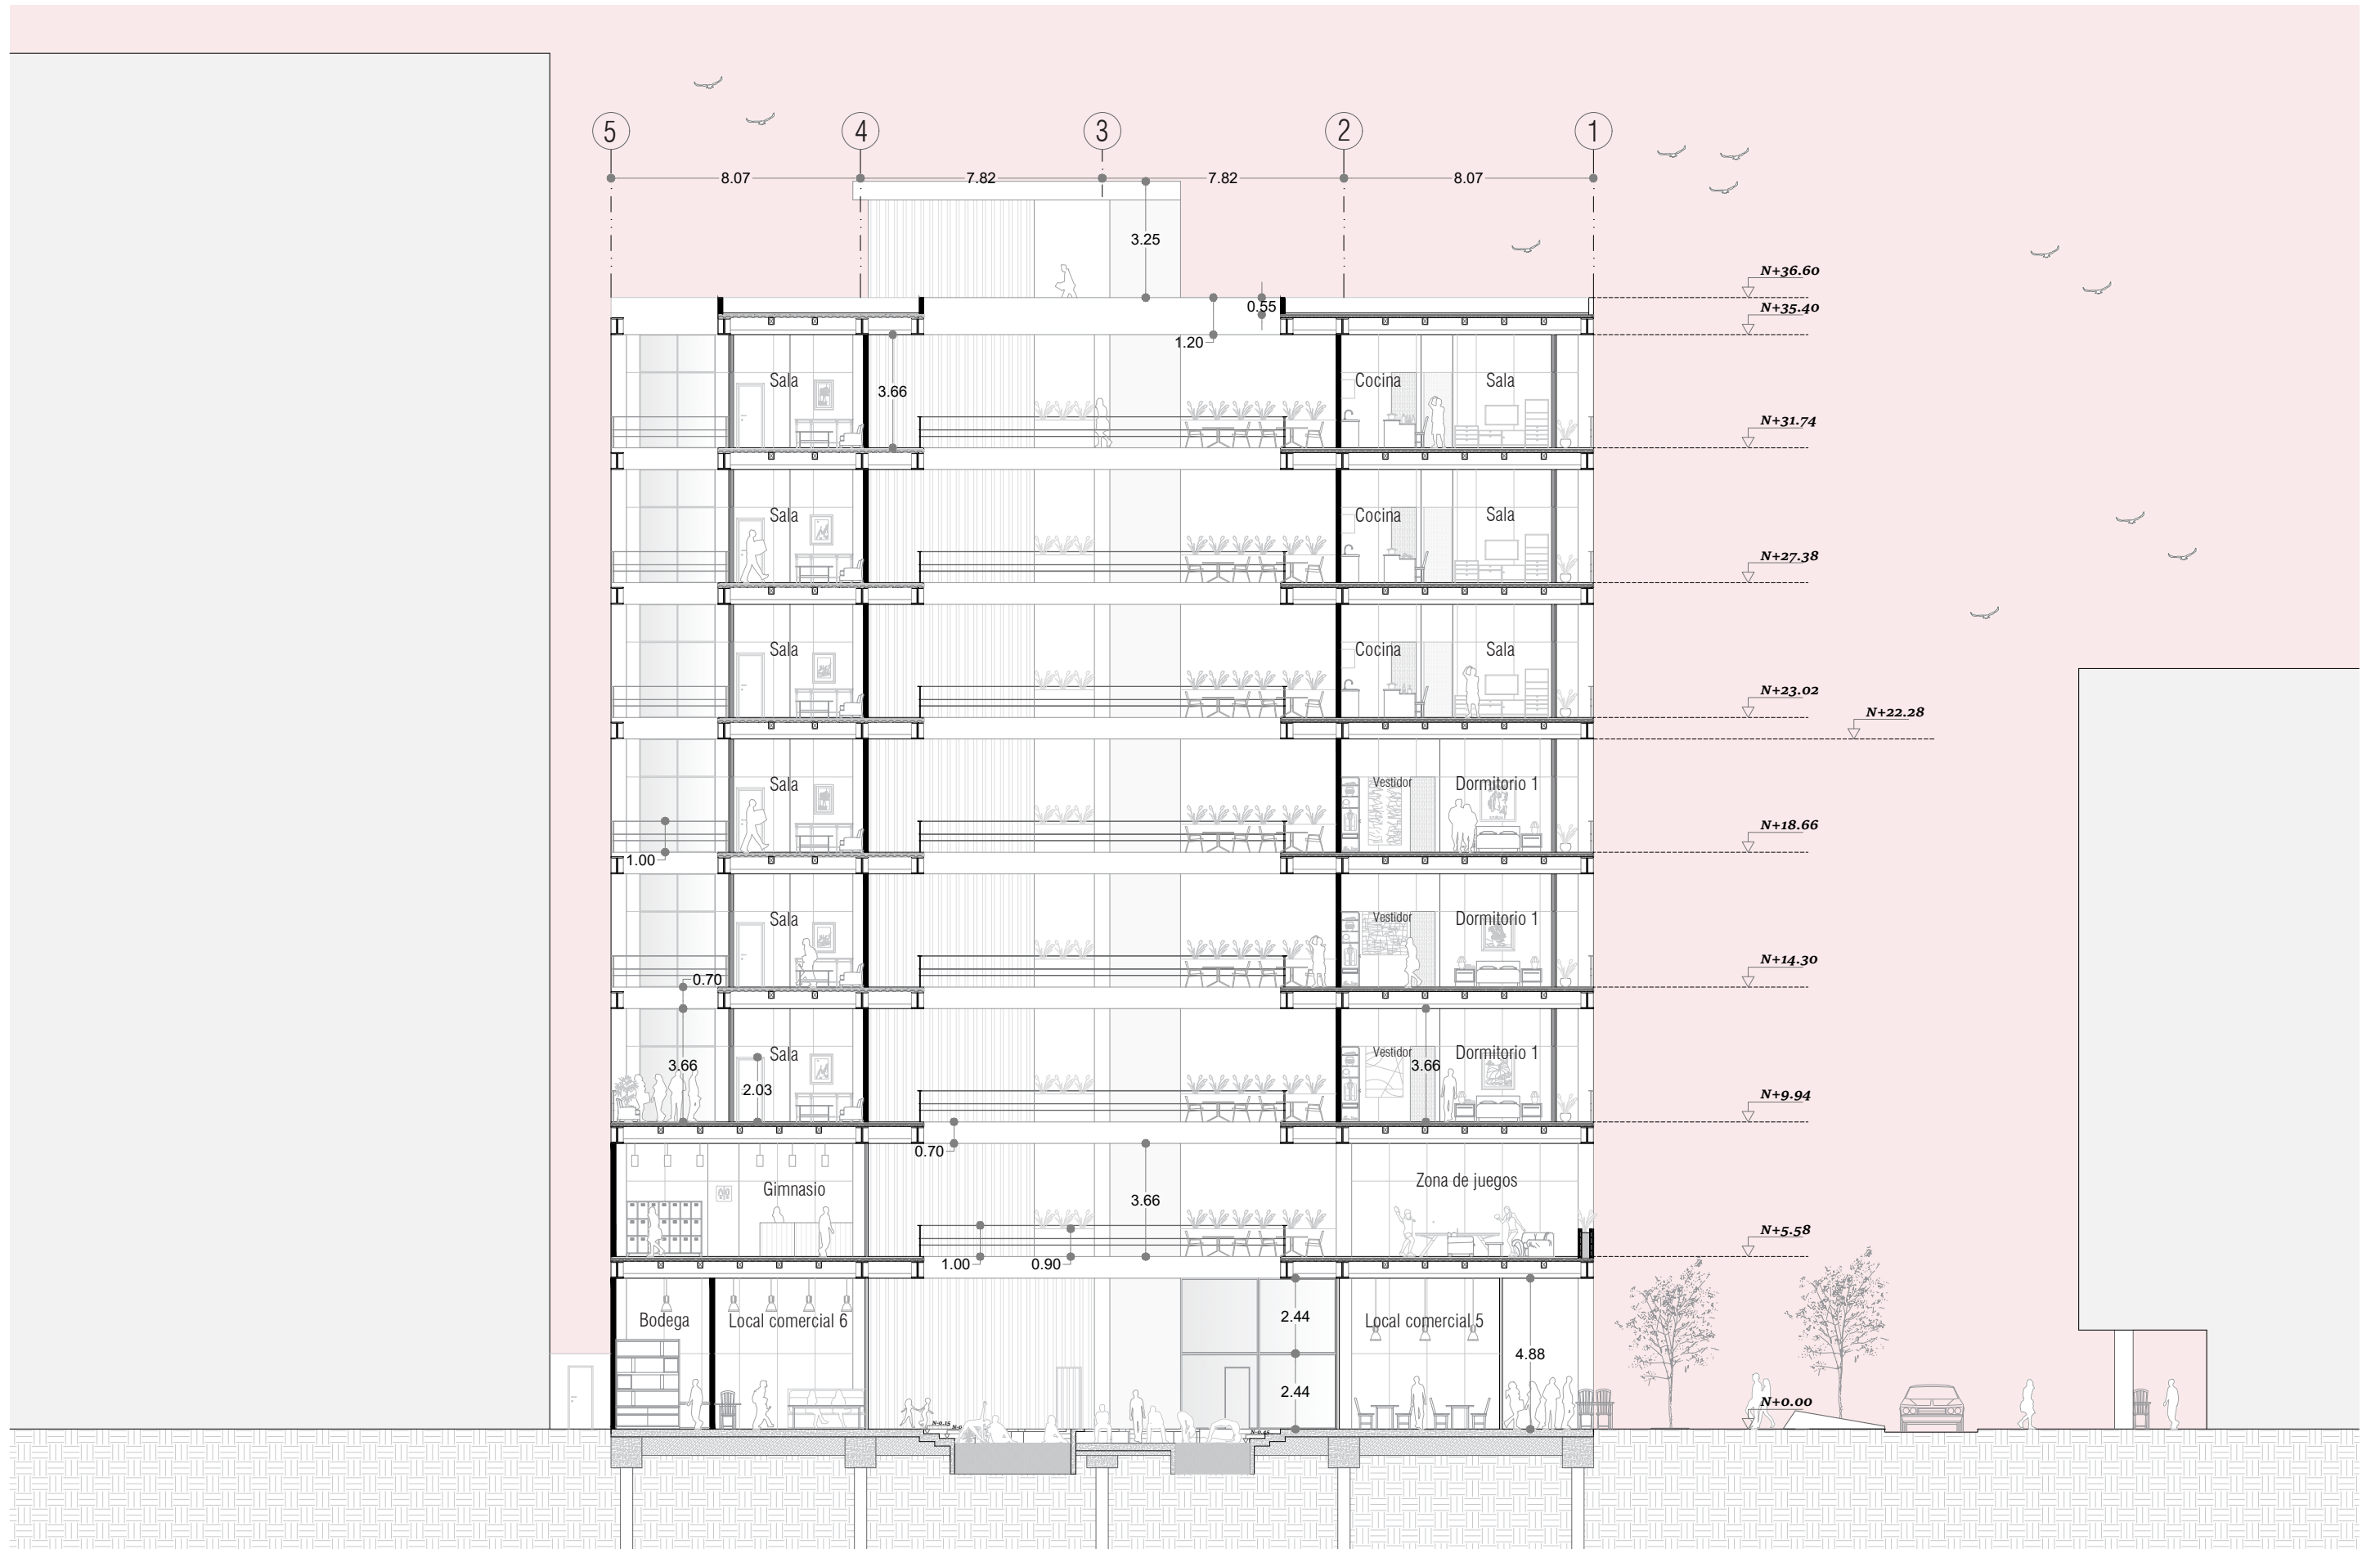 5 4 3 2 1
8.07 7.82 7.82 8.07
3.25
N+36.60
0.55
N+35.40
1.20
Sala 3.66 Cocina Sala
N+31.74
Sala Cocina Sala
N+27.38
Sala Cocina Sala
N+23.02
N+22.28
Sala Vestidor Dormitorio 1
N+18.66
1.00
Sala Vestidor Dormitorio 1
N+14.30
0.70
Sala Vestidor Dormitorio 1
3.66 3.66
2.03
N+9.94
0.70
Gimnasio 3.66 Zona de juegos
N+5.58
1.00 0.90
Bodega Local comercial 6 2.44 Local comercial 5
4.88
2.44
N+0.00
N-0.15